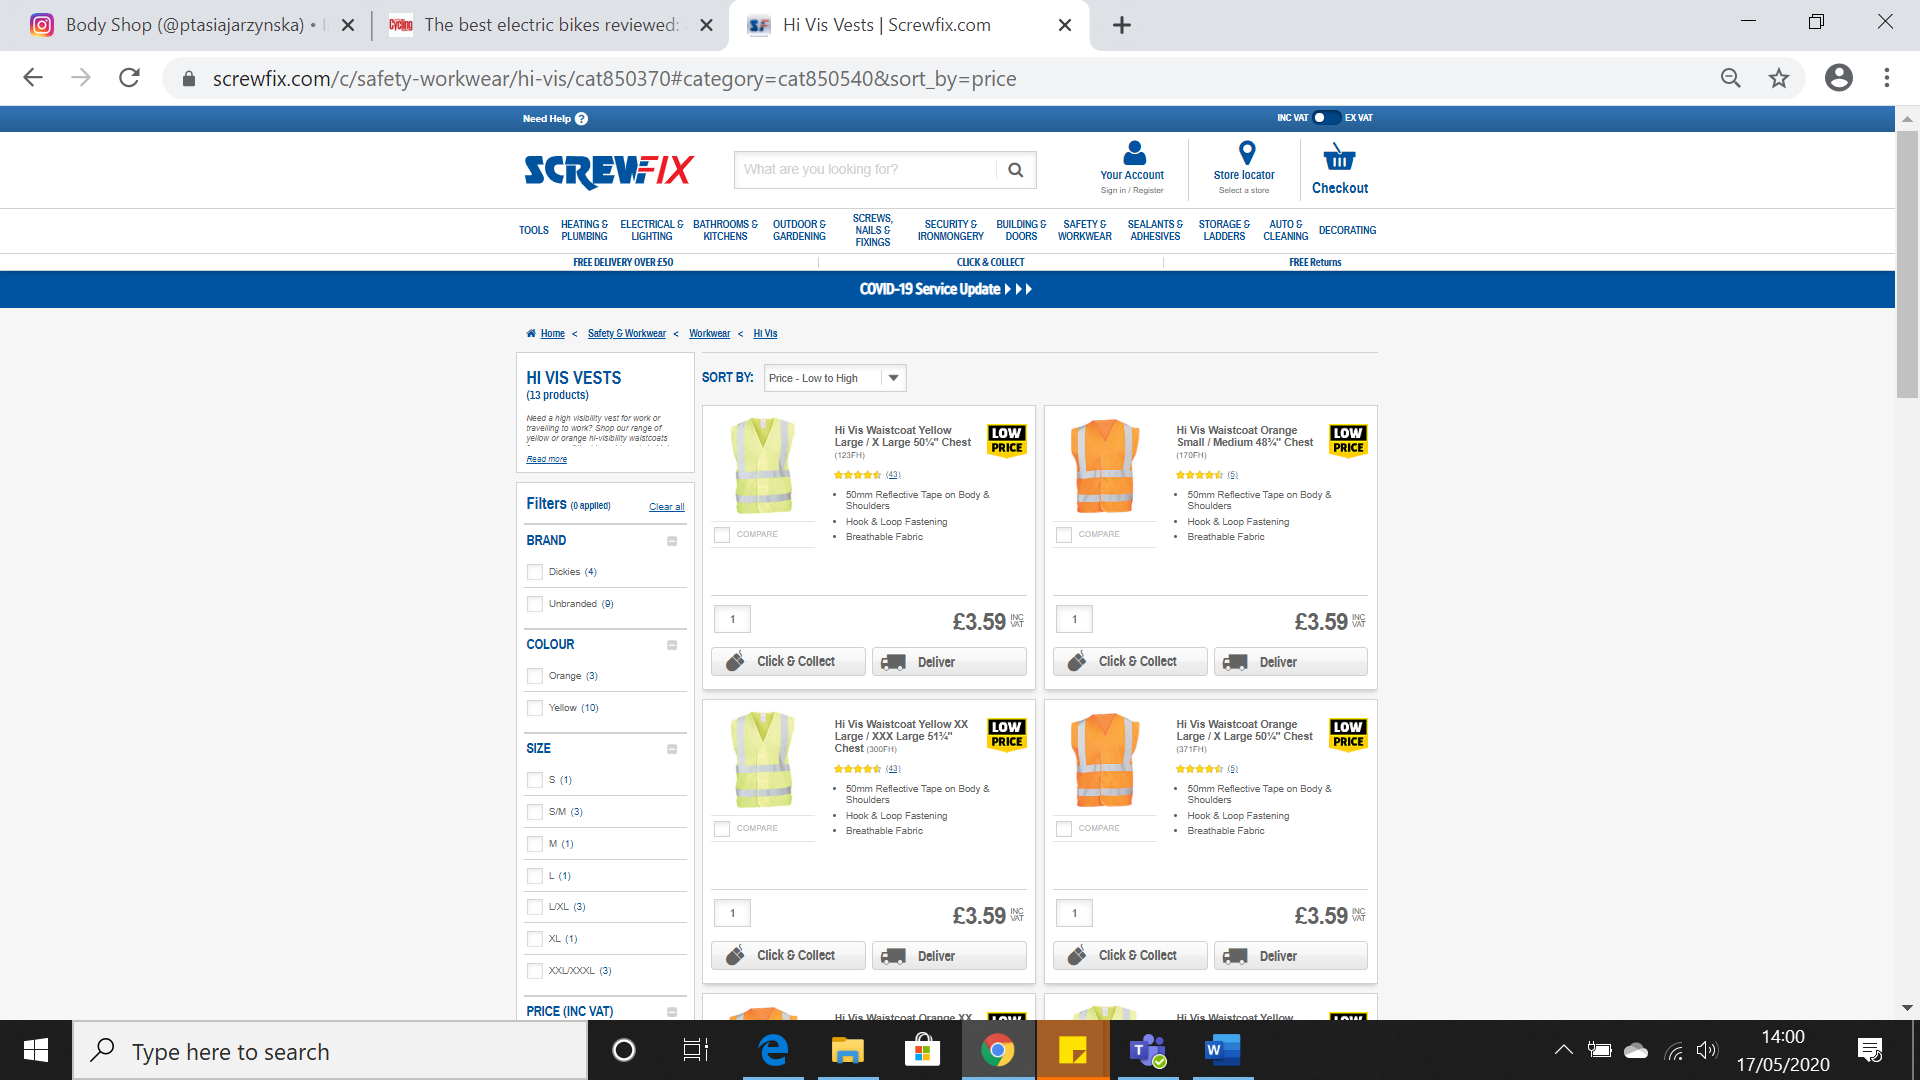 Body Shop (@ptasiajarzynska) •
The best electric bikes reviewed:
Hi Vis Vests | Screwfix.com
screwfix.com/c/safety-workwear/hi-vis/cat850370#category=cat850540&sort_by=price
Need Help ?
INC VAT EX VAT
SCREWFIX
What are you looking for?
Your Account
Sign in / Register
Store locator
Select a store
Checkout
TOOLS
HEATING & PLUMBING
ELECTRICAL & LIGHTING
BATHROOMS & KITCHENS
OUTDOOR & GARDENING
SCREWS, NAILS & FIXINGS
SECURITY & IRONMONGERY
BUILDING & DOORS
SAFETY & WORKWEAR
SEALANTS & ADHESIVES
STORAGE & LADDERS
AUTO & CLEANING
DECORATING
FREE DELIVERY OVER £50
CLICK & COLLECT
FREE Returns
COVID-19 Service Update
Home < Safety & Workwear < Workwear < Hi Vis
HI VIS VESTS
(13 products)
Need a high visibility vest for work or
travelling to work? Shop our range of
yellow or orange hi-visibility waistcoats
Read more
Filters (0 applied) Clear all
BRAND
Dickies (4)
Unbranded (9)
COLOUR
Orange (3)
Yellow (10)
SIZE
S (1)
S/M (3)
M (1)
L (1)
L/XL (3)
XL (1)
XXL/XXXL (3)
PRICE (INC VAT)
SORT BY: Price - Low to High
Hi Vis Waistcoat Yellow
Large / X Large 50¼" Chest
(123FH)
LOW PRICE
(43)
50mm Reflective Tape on Body &
Shoulders
Hook & Loop Fastening
Breathable Fabric
COMPARE
1
£3.59 INC VAT
Click & Collect
Deliver
Hi Vis Waistcoat Orange
Small / Medium 48¾" Chest
(170FH)
LOW PRICE
(5)
50mm Reflective Tape on Body &
Shoulders
Hook & Loop Fastening
Breathable Fabric
COMPARE
1
£3.59 INC VAT
Click & Collect
Deliver
Hi Vis Waistcoat Yellow XX
Large / XXX Large 51¾"
Chest (300FH)
LOW PRICE
(43)
50mm Reflective Tape on Body &
Shoulders
Hook & Loop Fastening
Breathable Fabric
COMPARE
1
£3.59 INC VAT
Click & Collect
Deliver
Hi Vis Waistcoat Orange
Large / X Large 50¼" Chest
(371FH)
LOW PRICE
(5)
50mm Reflective Tape on Body &
Shoulders
Hook & Loop Fastening
Breathable Fabric
COMPARE
1
£3.59 INC VAT
Click & Collect
Deliver
Hi Vis Waistcoat Orange XX
LOW
Hi Vis Waistcoat Yellow
LOW
Type here to search
14:00
17/05/2020